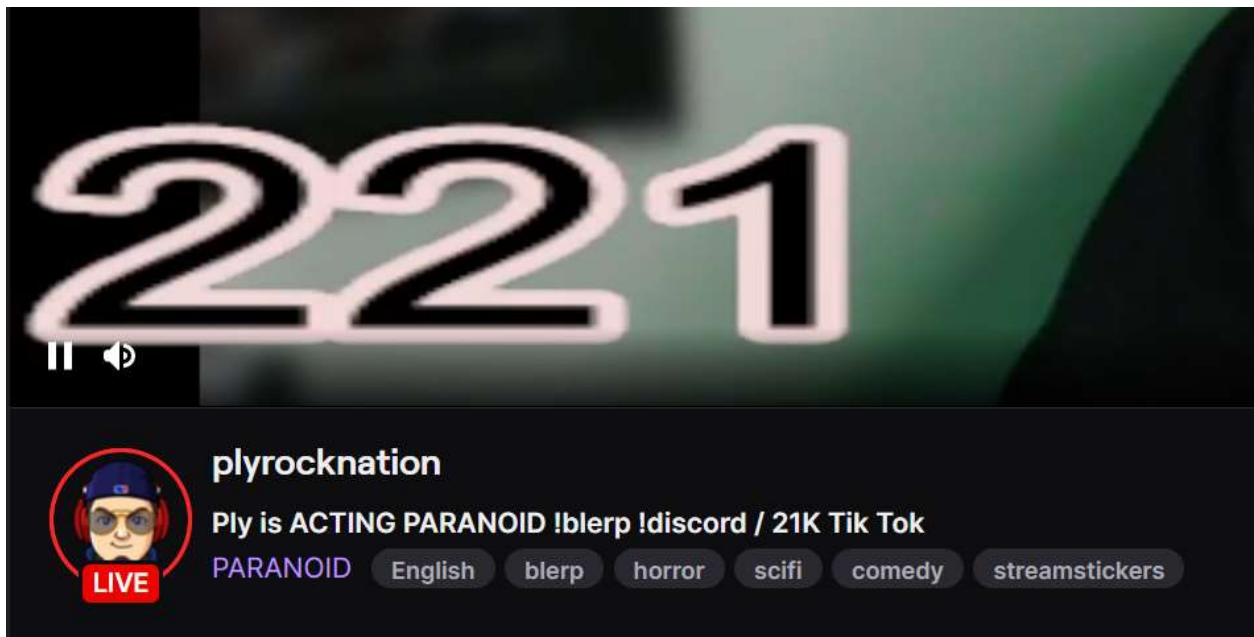 221
plyrocknation
Ply is ACTING PARANOID !blerp !discord / 21K Tik Tok
PARANOID English blerp horror scifi comedy streamstickers
LIVE